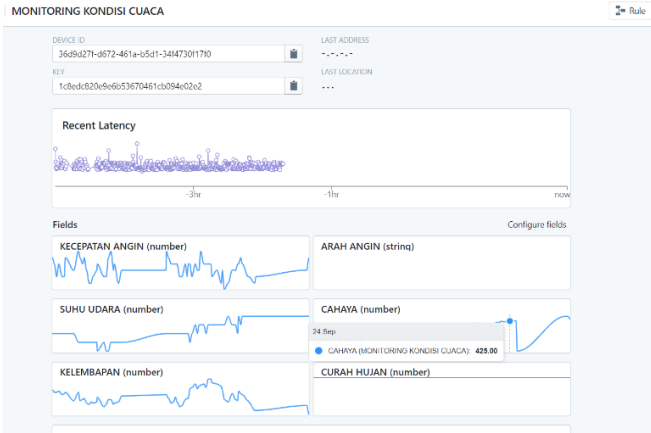 MONITORING KONDISI CUACA
Rule
DEVICE ID
LAST ADDRESS
36d9d27f-d672-461a-b5d1-34f4730f17f0
-.-.-.-
KEY
LAST LOCATION
1c8edc820e9e6b53670461cb094e02e2
---
Recent Latency
-3hr
-1hr
now
Fields
Configure fields
KECEPATAN ANGIN (number)
ARAH ANGIN (string)
SUHU UDARA (number)
CAHAYA (number)
24 Sep
CAHAYA (MONITORING KONDISI CUACA): 425.00
KELEMBAPAN (number)
CURAH HUJAN (number)